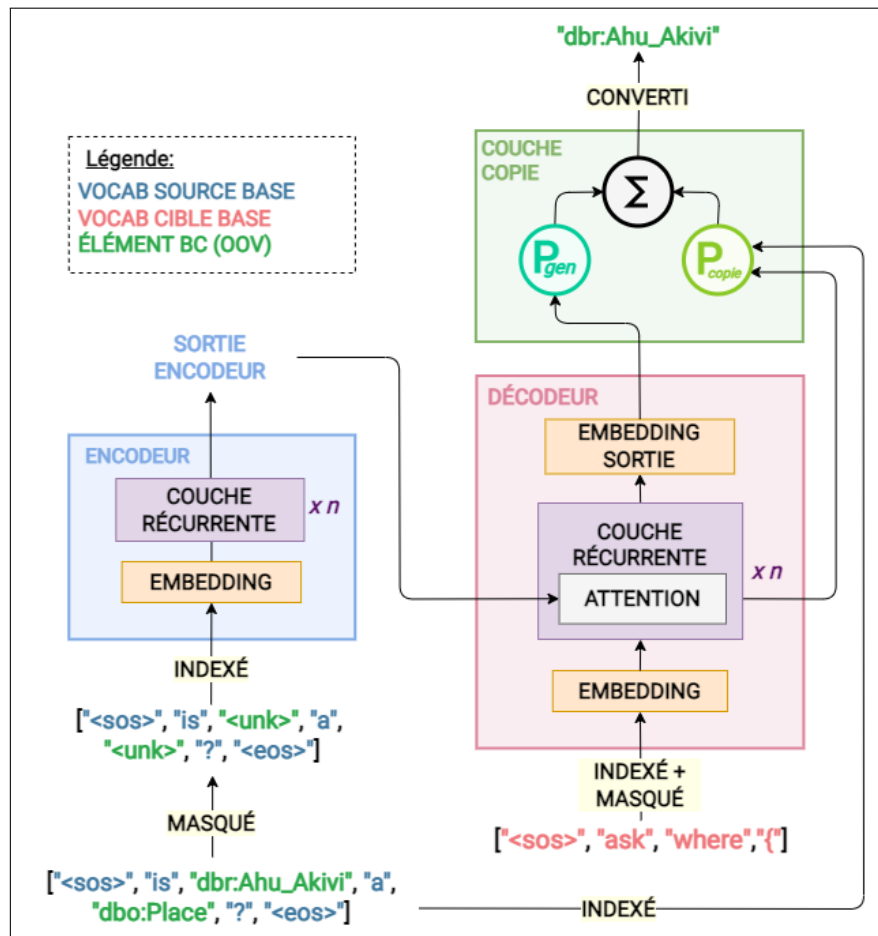 "dbr:Ahu_Akivi"
CONVERTI
COUCHE
COPIE
Σ
Pgen
Pcopie
Légende:
VOCAB SOURCE BASE
VOCAB CIBLE BASE
ÉLÉMENT BC (OOV)
SORTIE
ENCODEUR
ENCODEUR
COUCHE
RÉCURRENTE
x n
EMBEDDING
INDEXÉ
["<sos>", "is", "<unk>", "a",
"<unk>", "?", "<eos>"]
MASQUÉ
["<sos>", "is", "dbr:Ahu_Akivi", "a",
"dbo:Place", "?", "<eos>"]
DÉCODEUR
EMBEDDING
SORTIE
COUCHE
RÉCURRENTE
ATTENTION
x n
EMBEDDING
INDEXÉ +
MASQUÉ
["<sos>", "ask", "where","{"]
INDEXÉ